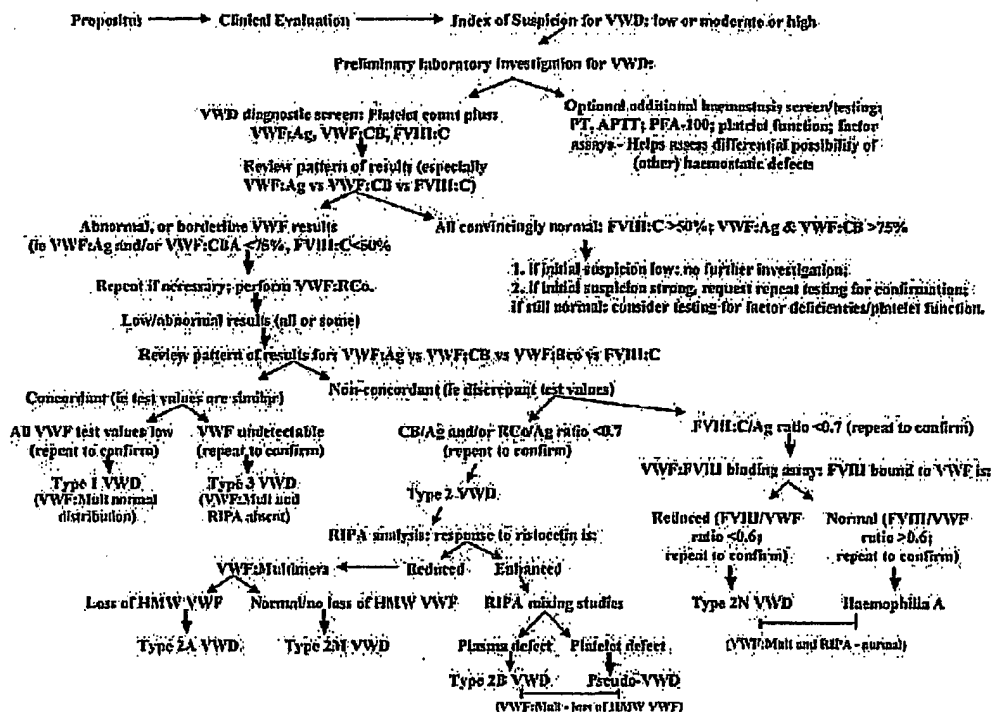 Propositus Clinical Evaluation Index of Suspicion for VWD: low or moderate or high
Preliminary laboratory investigation for VWD:
VWD diagnostic screen: Platelet count plus:
VWF:Ag, VWF:CB, FVIII:C
Optional additional haemostasis screen/testing:
PT, APTT; PFA-100; platelet function; factor
assays - Helps assess differential possibility of
(other) haemostatic defects
Review pattern of results (especially
VWF:Ag vs VWF:CB vs FVIII:C)
Abnormal, or borderline VWF results
(ie VWF:Ag and/or VWF:CBA <75%, FVIII:C<50%
All convincingly normal: FVIII:C >50%; VWF:Ag & VWF:CB >75%
Repeat if necessary; perform VWF:RCo.
1. if initial suspicion low: no further investigation;
2. If initial suspicion strong, request repeat testing for confirmation;
if still normal: consider testing for factor deficiencies/platelet function.
Low/abnormal results (all or some)
Review pattern of results for: VWF:Ag vs VWF:CB vs VWF:Rco vs FVIII:C
Concordant (ie test values are similar)
Non-concordant (ie discrepant test values)
All VWF test values low
(repeat to confirm)
VWF undetectable
(repeat to confirm)
CB/Ag and/or RCo/Ag ratio <0.7
(repeat to confirm)
FVIII:C/Ag ratio <0.7 (repeat to confirm)
Type 1 VWD
(VWF:Mult normal
distribution)
Type 3 VWD
(VWF:Mult and
RIPA absent)
Type 2 VWD
VWF:FVIII binding assay: FVIII bound to VWF is:
RIPA analysis: response to ristocetin is:
Reduced (FVIII/VWF
ratio <0.6;
repeat to confirm)
Normal (FVIII/VWF
ratio >0.6;
repeat to confirm)
VWF:Multimers Reduced Enhanced
Loss of HMW VWF Normal/no loss of HMW VWF RIPA mixing studies
Type 2N VWD Haemophilia A
(VWF:Mult and RIPA - normal)
Type 2A VWD Type 2M VWD
Plasma defect Platelet defect
Type 2B VWD Pseudo-VWD
(VWF:Mult - loss of HMW VWF)